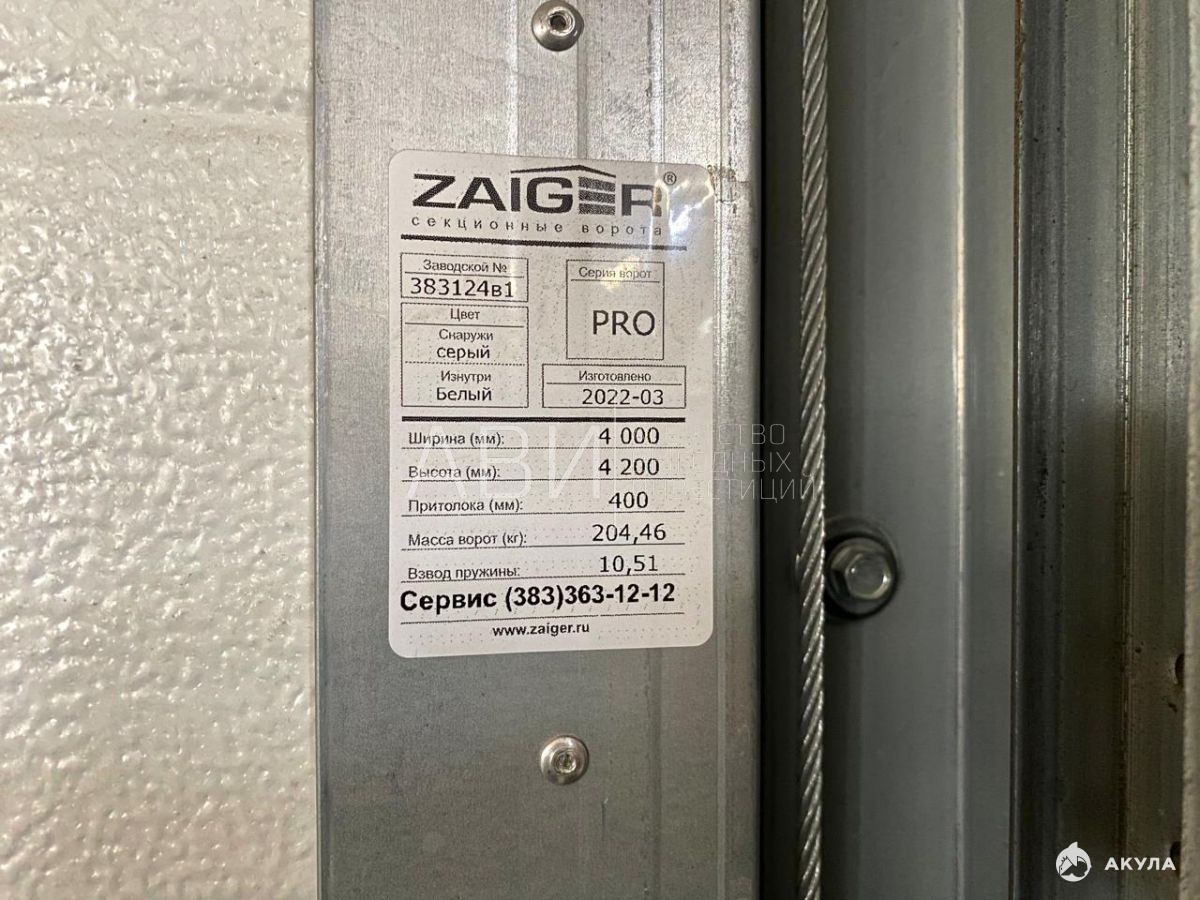 ZAIGER®
секционные ворота
Заводской №
383124в1
Серия ворот
PRO
Цвет
Снаружи
серый
Изнутри
Белый
Изготовлено
2022-03
Ширина (мм): 4 000
Высота (мм): 4 200
Притолока (мм): 400
Масса ворот (кг): 204,46
Взвод пружины: 10,51
Сервис (383)363-12-12
www.zaiger.ru
АВИ
АКУЛА